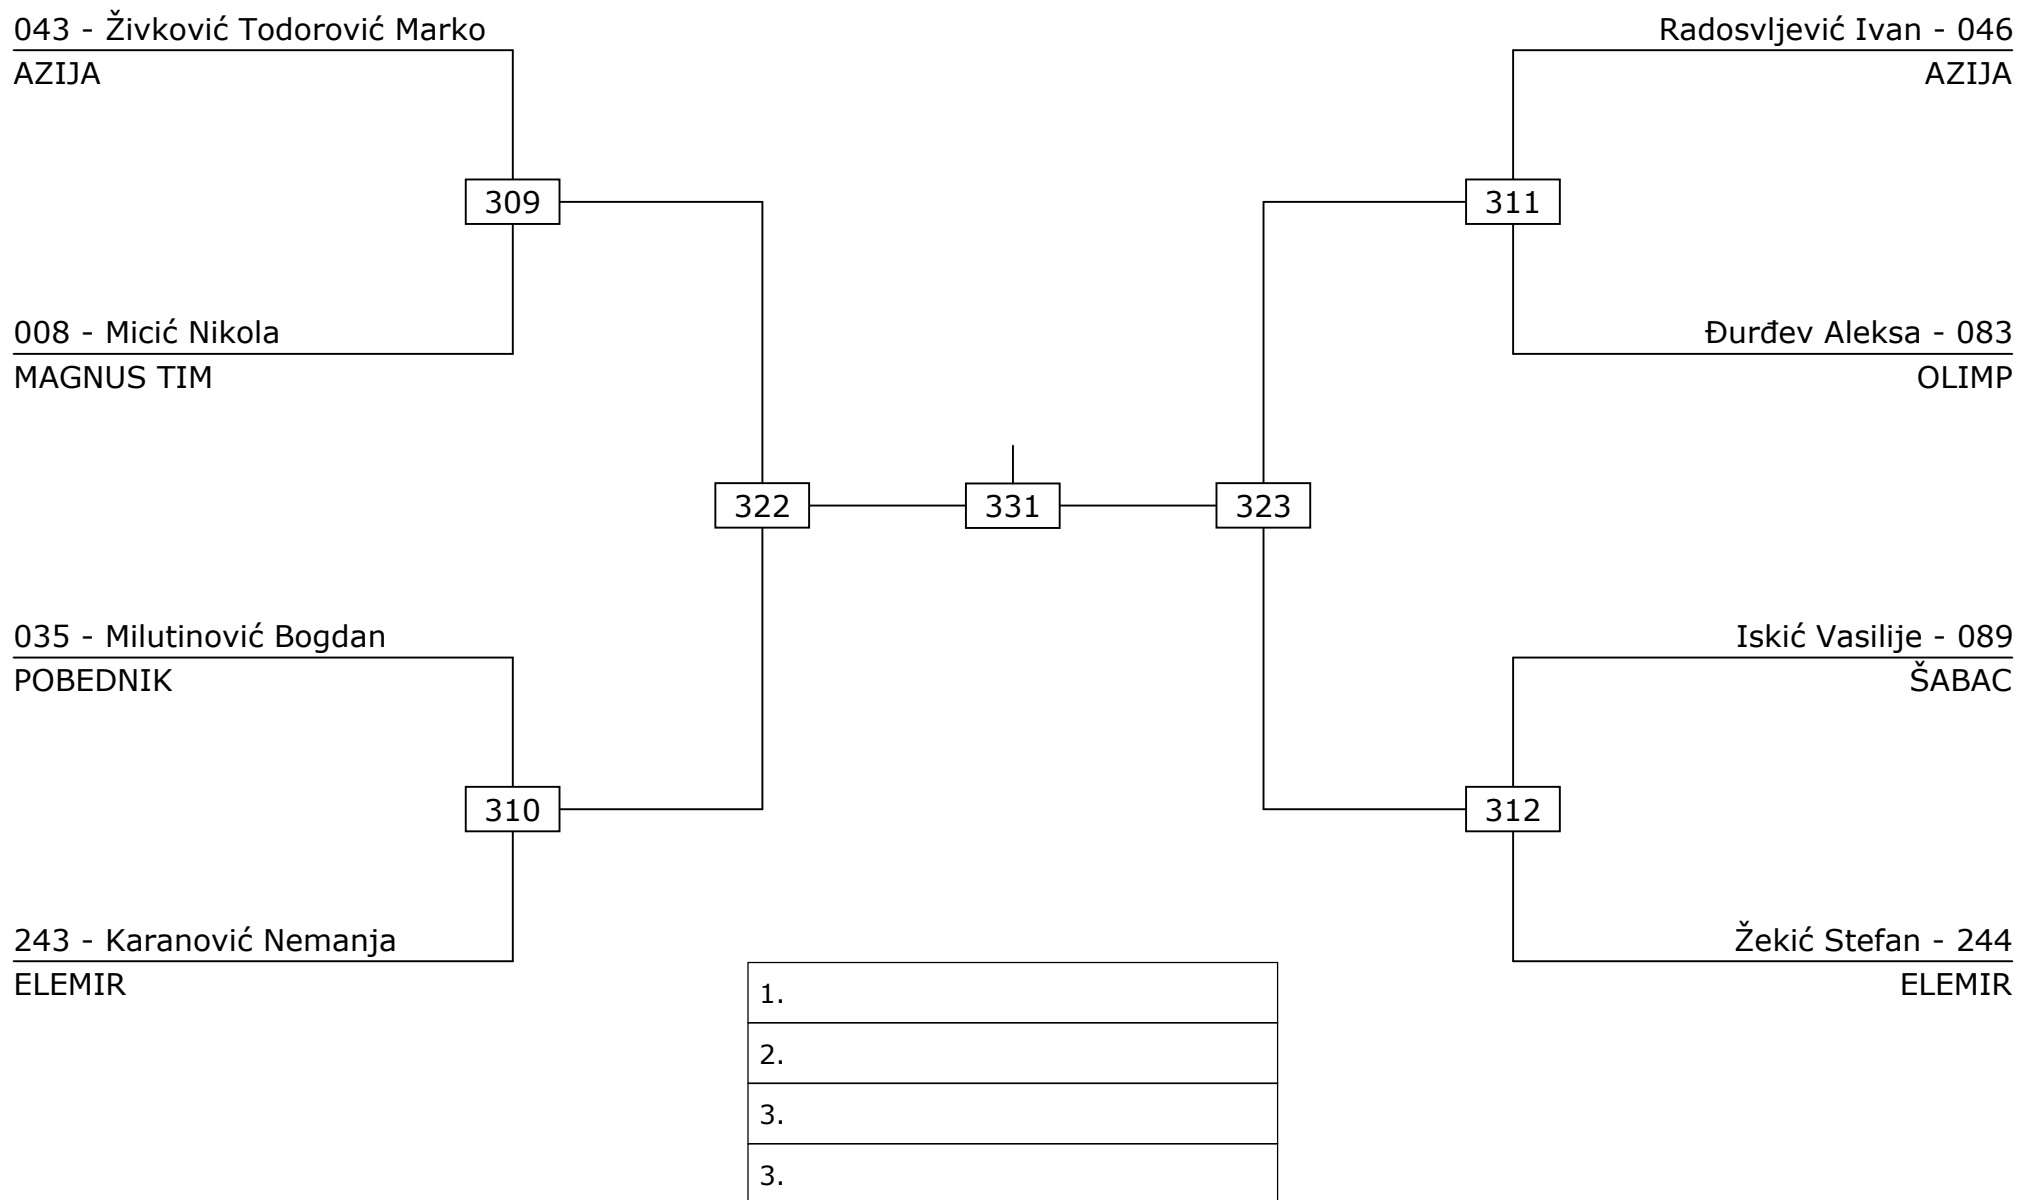 043 - Živković Todorović Marko
AZIJA
309
008 - Micić Nikola
MAGNUS TIM
322
035 - Milutinović Bogdan
POBEDNIK
310
243 - Karanović Nemanja
ELEMIR
331
Radosvljević Ivan - 046
AZIJA
311
Đurđev Aleksa - 083
OLIMP
323
Iskić Vasilije - 089
ŠABAC
312
Žekić Stefan - 244
ELEMIR
1.
2.
3.
3.